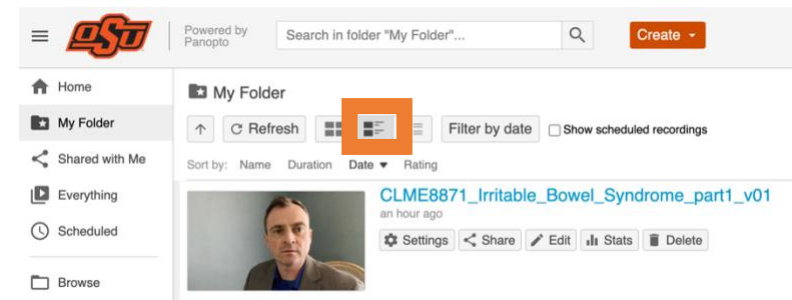 OSU
Powered by
Panopto
Search in folder "My Folder"...
Create
Home
My Folder
Shared with Me
Everything
Scheduled
Browse
My Folder
Refresh
Filter by date
Show scheduled recordings
Sort by: Name Duration Date Rating
CLME8871_Irritable_Bowel_Syndrome_part1_v01
an hour ago
Settings Share Edit Stats Delete